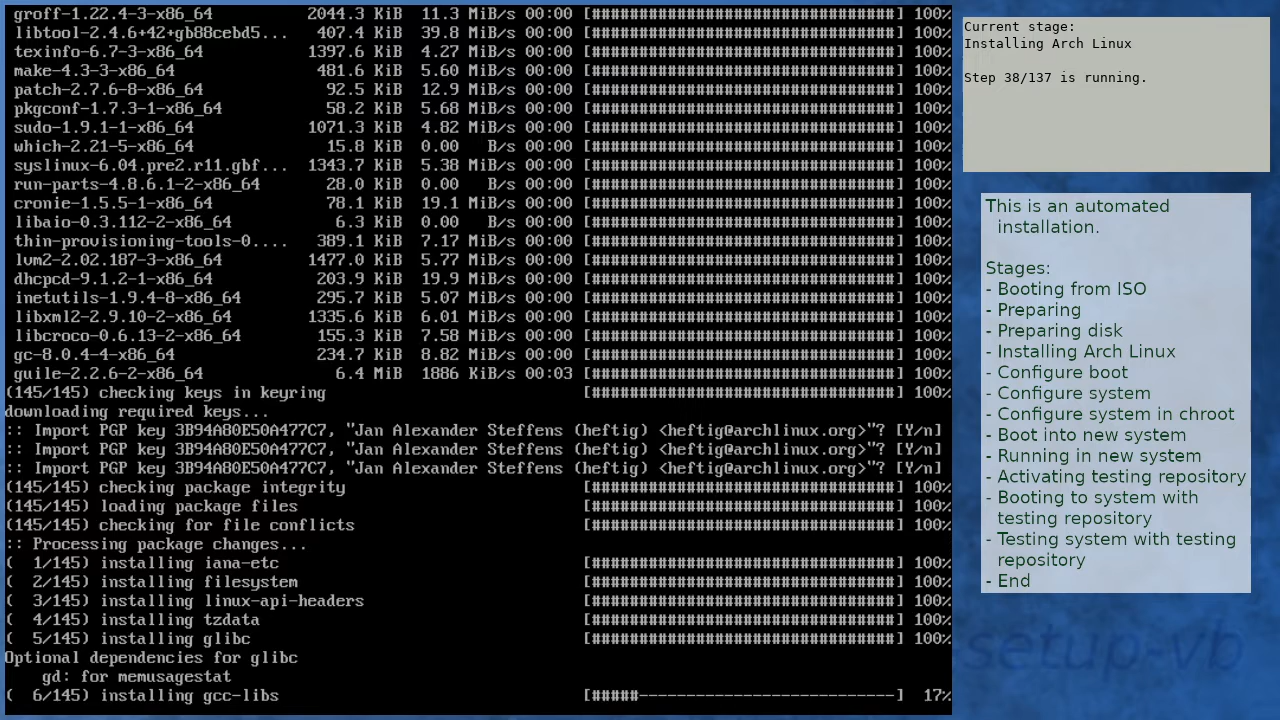 groff-1.22.4-3-x86_64 2044.3 KiB 11.3 MiB/s 00:00 [################################] 100%
libtool-2.4.6+42+gb88cebd5... 407.4 KiB 39.8 MiB/s 00:00 [################################] 100%
texinfo-6.7-3-x86_64 1397.6 KiB 4.27 MiB/s 00:00 [################################] 100%
make-4.3-3-x86_64 481.6 KiB 5.60 MiB/s 00:00 [################################] 100%
patch-2.7.6-8-x86_64 92.5 KiB 12.9 MiB/s 00:00 [################################] 100%
pkgconf-1.7.3-1-x86_64 58.2 KiB 5.68 MiB/s 00:00 [################################] 100%
sudo-1.9.1-1-x86_64 1071.3 KiB 4.82 MiB/s 00:00 [################################] 100%
which-2.21-5-x86_64 15.8 KiB 0.00 B/s 00:00 [################################] 100%
syslinux-6.04.pre2.r11.gbf... 1343.7 KiB 5.38 MiB/s 00:00 [################################] 100%
run-parts-4.8.6.1-2-x86_64 28.0 KiB 0.00 B/s 00:00 [################################] 100%
cronie-1.5.5-1-x86_64 78.1 KiB 19.1 MiB/s 00:00 [################################] 100%
libaio-0.3.112-2-x86_64 6.3 KiB 0.00 B/s 00:00 [################################] 100%
thin-provisioning-tools-0.... 389.1 KiB 7.17 MiB/s 00:00 [################################] 100%
lvm2-2.02.187-3-x86_64 1477.0 KiB 5.77 MiB/s 00:00 [################################] 100%
dhcpcd-9.1.2-1-x86_64 203.9 KiB 19.9 MiB/s 00:00 [################################] 100%
inetutils-1.9.4-8-x86_64 295.7 KiB 5.07 MiB/s 00:00 [################################] 100%
libxml2-2.9.10-2-x86_64 1335.6 KiB 6.01 MiB/s 00:00 [################################] 100%
libcroco-0.6.13-2-x86_64 155.3 KiB 7.58 MiB/s 00:00 [################################] 100%
gc-8.0.4-4-x86_64 234.7 KiB 8.82 MiB/s 00:00 [################################] 100%
guile-2.2.6-2-x86_64 6.4 MiB 1886 KiB/s 00:03 [################################] 100%
(145/145) checking keys in keyring [################################] 100%
downloading required keys...
:: Import PGP key 3B94A80E50A477C7, "Jan Alexander Steffens (heftig) <heftig@archlinux.org>"? [Y/n]
:: Import PGP key 3B94A80E50A477C7, "Jan Alexander Steffens (heftig) <heftig@archlinux.org>"? [Y/n]
:: Import PGP key 3B94A80E50A477C7, "Jan Alexander Steffens (heftig) <heftig@archlinux.org>"? [Y/n]
(145/145) checking package integrity [################################] 100%
(145/145) loading package files [################################] 100%
(145/145) checking for file conflicts [################################] 100%
:: Processing package changes...
( 1/145) installing iana-etc [################################] 100%
( 2/145) installing filesystem [################################] 100%
( 3/145) installing linux-api-headers [################################] 100%
( 4/145) installing tzdata [################################] 100%
( 5/145) installing glibc [################################] 100%
Optional dependencies for glibc
gd: for memusagestat
( 6/145) installing gcc-libs [#####---------------------------] 17%
Current stage:
Installing Arch Linux
Step 38/137 is running.
This is an automated
installation.
Stages:
- Booting from ISO
- Preparing
- Preparing disk
- Installing Arch Linux
- Configure boot
- Configure system
- Configure system in chroot
- Boot into new system
- Running in new system
- Activating testing repository
- Booting to system with
testing repository
- Testing system with testing
repository
- End
setup-vb